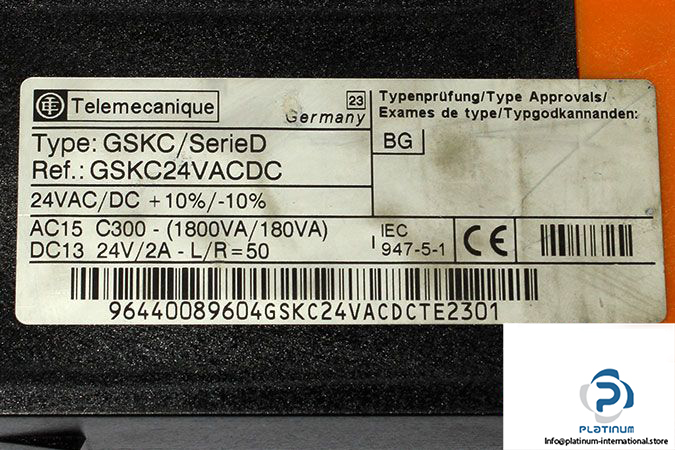 Telemecanique
23
Germany
Type: GSKC/SerieD
Ref.: GSKC24VACDC
24VAC/DC +10%/-10%
AC15 C300 - (1800VA/180VA)
DC13 24V/2A - L/R=50
Typenprüfung/Type Approvals/
Exames de type/Typgodkannanden:
BG
IEC
947-5-1
CE
96440089604GSKC24VACDCTE2301
PLATINUM
Info@platinum-international.store